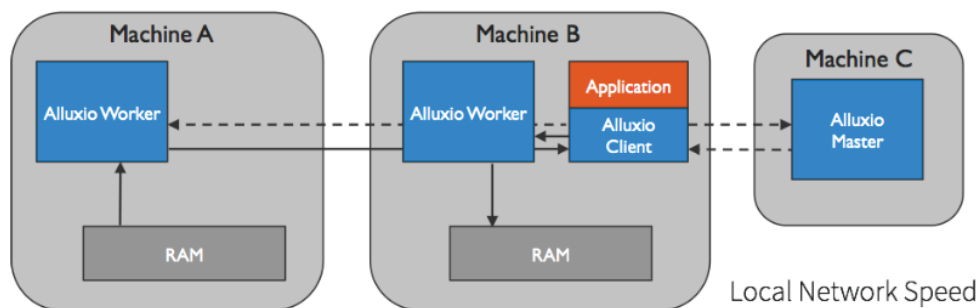 Machine A
Alluxio Worker
RAM
Machine B
Alluxio Worker
Application
Alluxio
Client
RAM
Machine C
Alluxio
Master
Local Network Speed